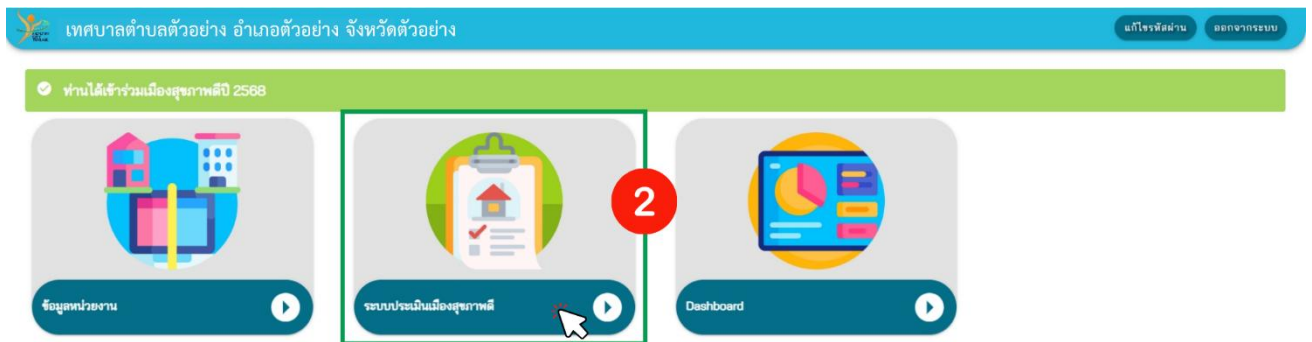 เทศบาลตำบลตัวอย่าง อำเภอตัวอย่าง จังหวัดตัวอย่าง
แก้ไขรหัสผ่าน
ออกจากระบบ
ท่านได้เข้าร่วมเมืองสุขภาพดีปี 2568
2
ข้อมูลหน่วยงาน
ระบบประเมินเมืองสุขภาพดี
Dashboard